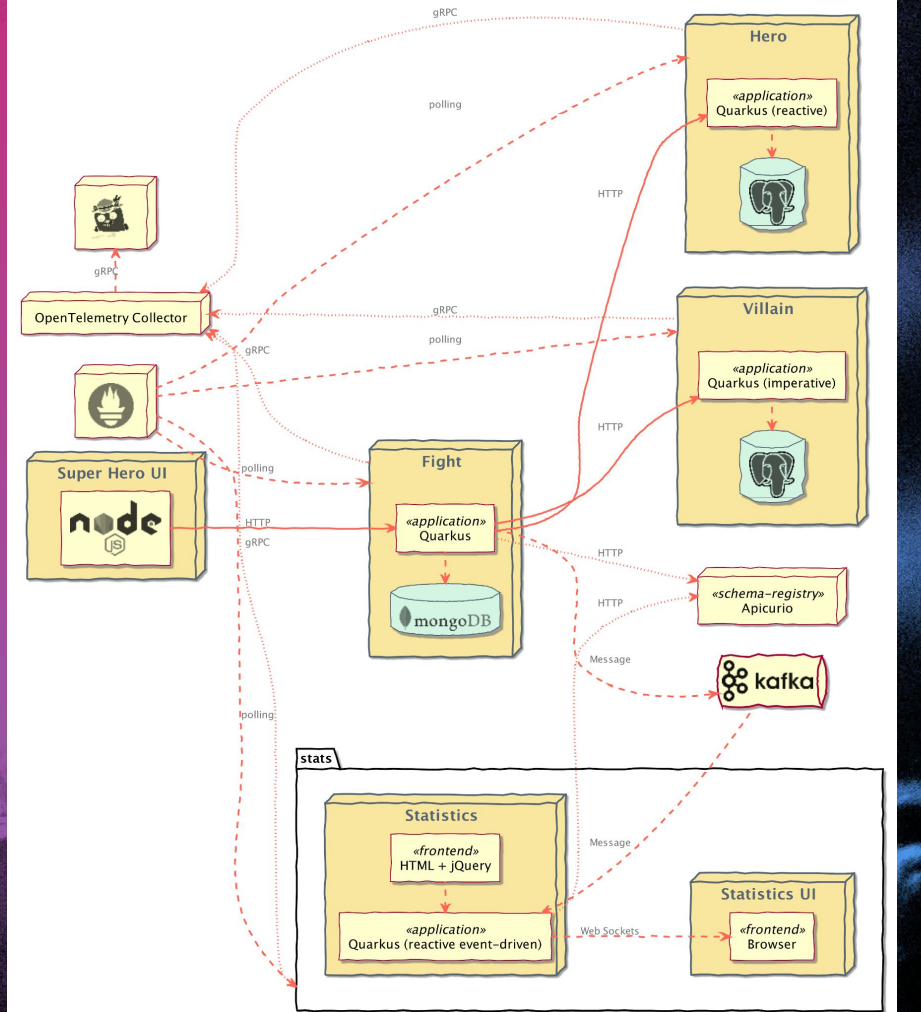 gRPC
Hero
polling
«application»
Quarkus (reactive)
HTTP
gRPC
OpenTelemetry Collector
gRPC
Villain
polling
gRPC
«application»
Quarkus (imperative)
HTTP
Super Hero UI
node
JS
polling
Fight
HTTP
«application»
Quarkus
gRPC
mongoDB
HTTP
«schema-registry»
Apicurio
HTTP
Message
kafka
polling
stats
Statistics
«frontend»
HTML + jQuery
Message
«application»
Quarkus (reactive event-driven)
Web Sockets
Statistics UI
«frontend»
Browser